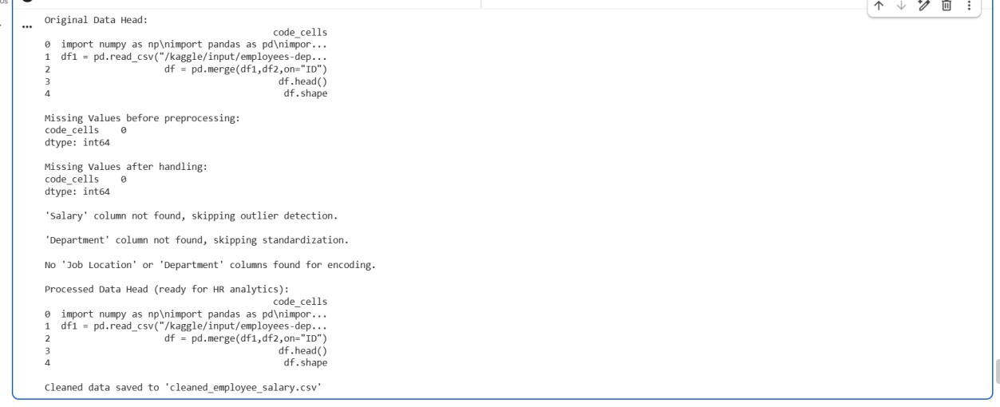 ... Original Data Head:
code_cells
0 import numpy as np\nimport pandas as pd\nimpor...
1 df1 = pd.read_csv("/kaggle/input/employees-dep...
2 df = pd.merge(df1,df2,on="ID")
3 df.head()
4 df.shape
Missing Values before preprocessing:
code_cells 0
dtype: int64
Missing Values after handling:
code_cells 0
dtype: int64
'Salary' column not found, skipping outlier detection.
'Department' column not found, skipping standardization.
No 'Job Location' or 'Department' columns found for encoding.
Processed Data Head (ready for HR analytics):
code_cells
0 import numpy as np\nimport pandas as pd\nimpor...
1 df1 = pd.read_csv("/kaggle/input/employees-dep...
2 df = pd.merge(df1,df2,on="ID")
3 df.head()
4 df.shape
Cleaned data saved to 'cleaned_employee_salary.csv'